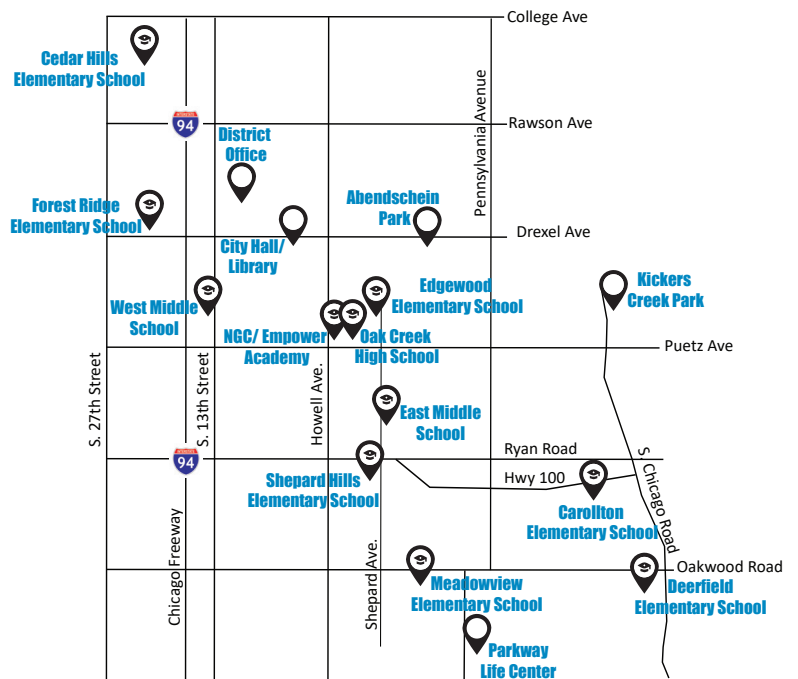 College Ave
Cedar Hills
Elementary School
Pennsylvania Avenue
94
Rawson Ave
District
Office
Forest Ridge
Elementary School
Abendschein
Park
City Hall/
Library
Drexel Ave
West Middle
School
Edgewood
Elementary School
Kickers
Creek Park
NGC/ Empower
Academy
Oak Creek
High School
Puetz Ave
S. 27th Street
S. 13th Street
Howell Ave.
East Middle
School
94
Ryan Road
Hwy 100
S. Chicago Road
Shepard Hills
Elementary School
Carollton
Elementary School
Chicago Freeway
Shepard Ave.
Oakwood Road
Meadowview
Elementary School
Deerfield
Elementary School
Parkway
Life Center